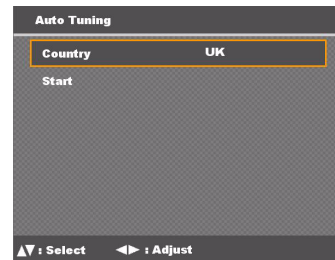 Auto Tuning
Country UK
Start
▲▼ : Select ◀▶ : Adjust